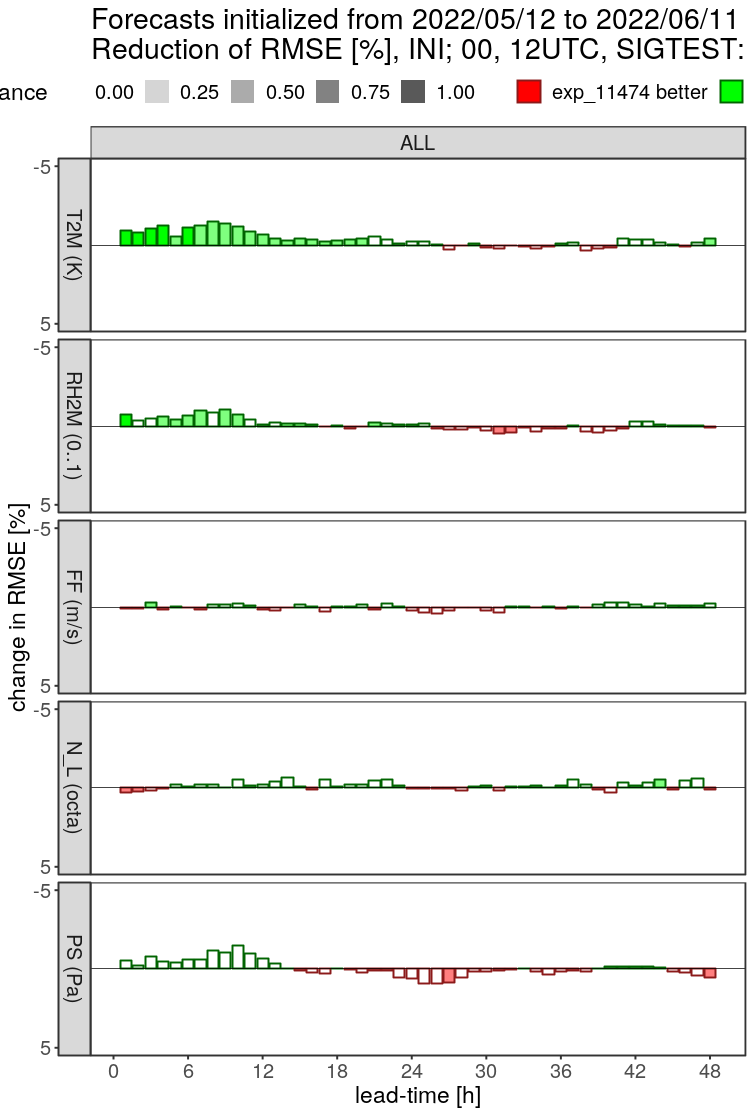 Forecasts initialized from 2022/05/12 to 2022/06/11
Reduction of RMSE [%], INI; 00, 12UTC, SIGTEST:
ance 0.00 0.25 0.50 0.75 1.00 exp_11474 better
ALL
change in RMSE [%]
-5
T2M (K)
5
-5
RH2M (0..1)
5
-5
FF (m/s)
5
-5
N_L (octa)
5
-5
PS (Pa)
5
0 6 12 18 24 30 36 42 48
lead-time [h]